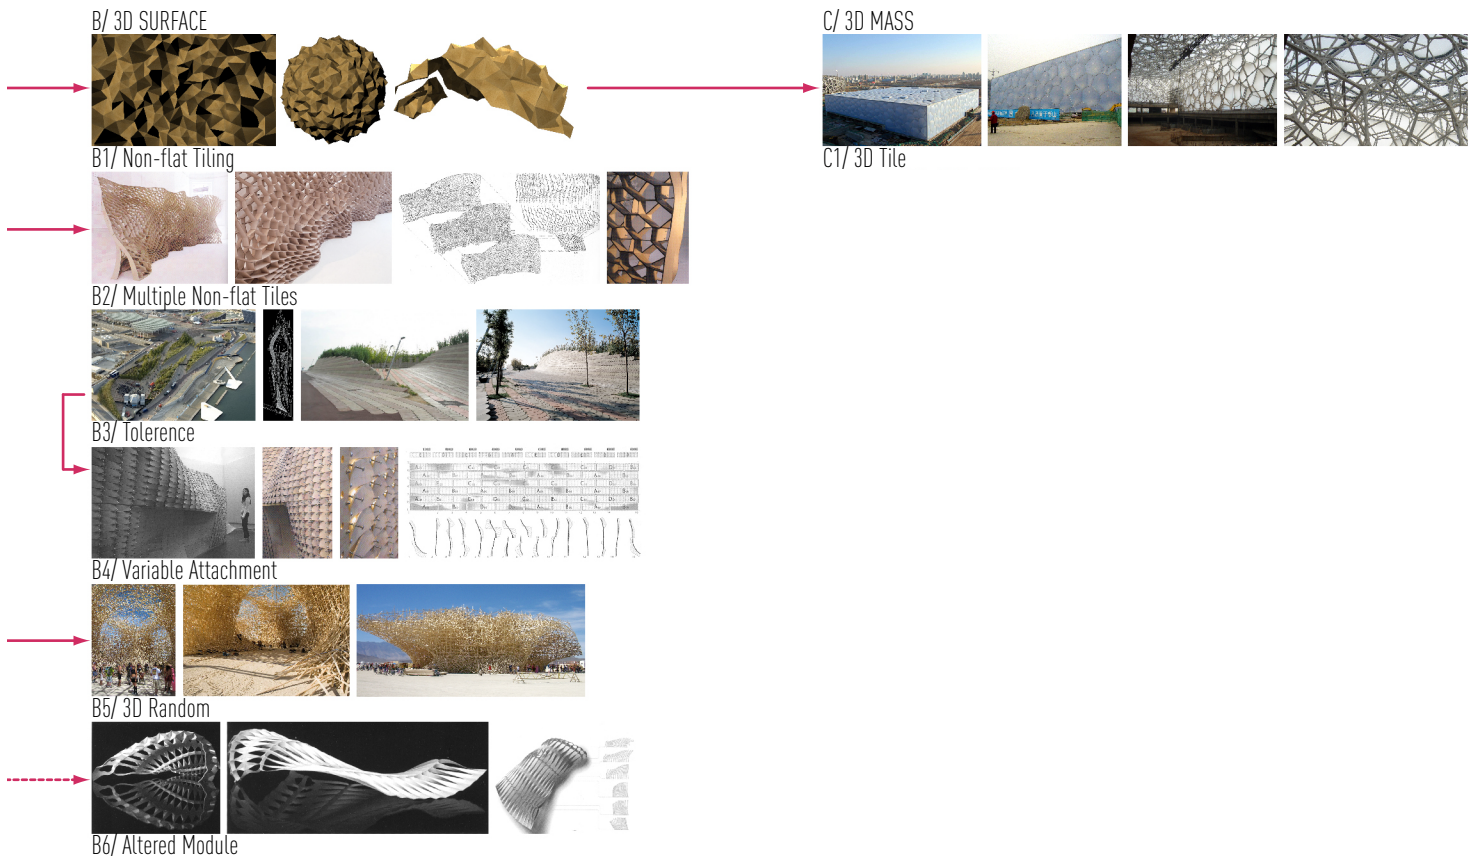 B/ 3D SURFACE
C/ 3D MASS
B1/ Non-flat Tiling
C1/ 3D Tile
B2/ Multiple Non-flat Tiles
B3/ Tolerence
B4/ Variable Attachment
B5/ 3D Random
B6/ Altered Module